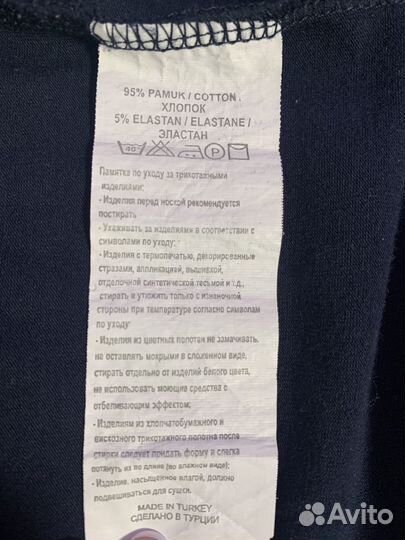 95% PAMUK / COTTON .
ХЛОПОК
5% ELASTAN / ELASTANE /
ЭЛАСТАН
40 P
Памятка по уходу за трикотажными
изделиями:
- Изделия перед ноской рекомендуется
постирать
- Ухаживать за изделиями в соответствии с
символами по уходу:
- Изделия с термопечатью, декорированные
стразами, аппликацией, вышивкой,
отделочной синтетической тесьмой и т.д.,
стирать и утюжить только с изнаночной
стороны при температуре согласно символам
по уходу
- Изделия из цветных полотен не замачивать,
не оставлять мокрыми в сложенном виде,
стирать отдельно от изделий белого цвета,
не использовать моющие средства с
отбеливающим эффектом.
- Изделиям из хлопчатобумажного и
вискозного трикотажного полотна после
стирки следует придать форму и слегка
потянуть их по длине (во влажном виде);
- Изделие, насыщенное влагой, должно
подвешиваться для сушки.
MADE IN TURKEY
СДЕЛАНО В ТУРЦИИ
Avito